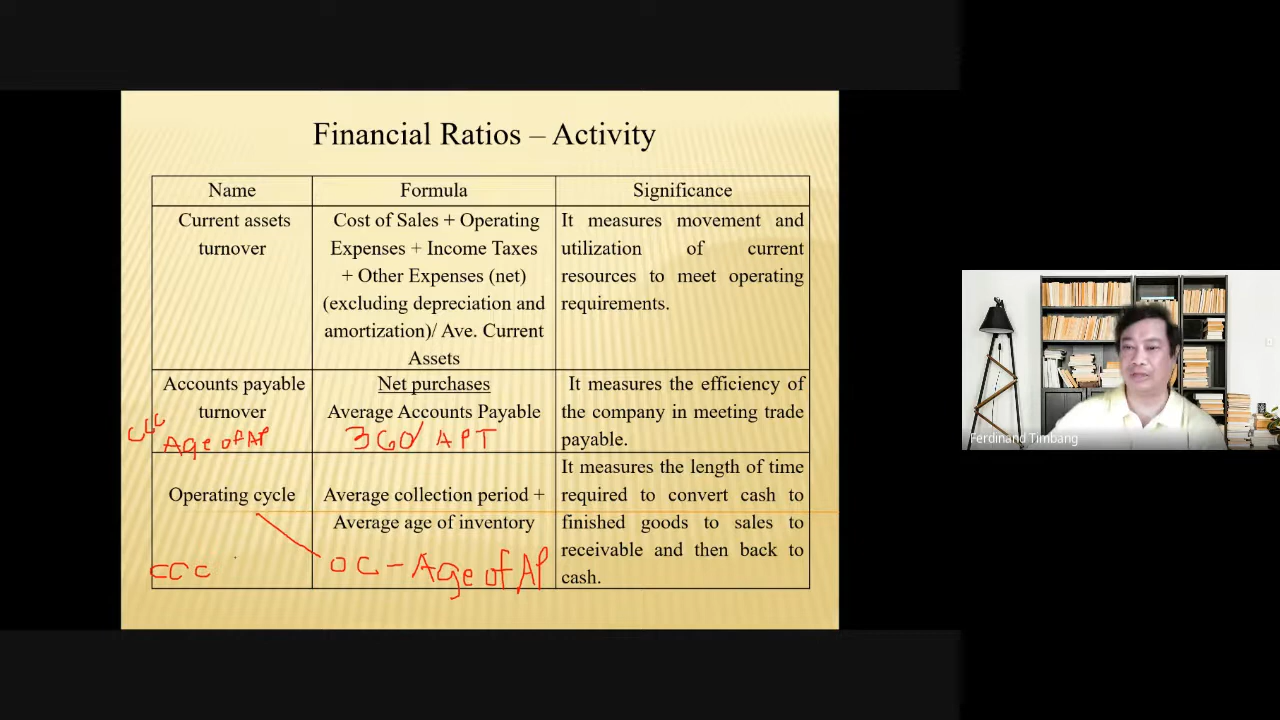 Financial Ratios – Activity
Name
Formula
Significance
Current assets
turnover
Cost of Sales + Operating
Expenses + Income Taxes
+ Other Expenses (net)
(excluding depreciation and
amortization)/ Ave. Current
Assets
It measures movement and
utilization of current
resources to meet operating
requirements.
Accounts payable
turnover
CCC
Age of AP
Net purchases
Average Accounts Payable
360/ APT
It measures the efficiency of
the company in meeting trade
payable.
Operating cycle
CCC
Average collection period +
Average age of inventory
OC - Age of AP
It measures the length of time
required to convert cash to
finished goods to sales to
receivable and then back to
cash.
Ferdinand Timbang